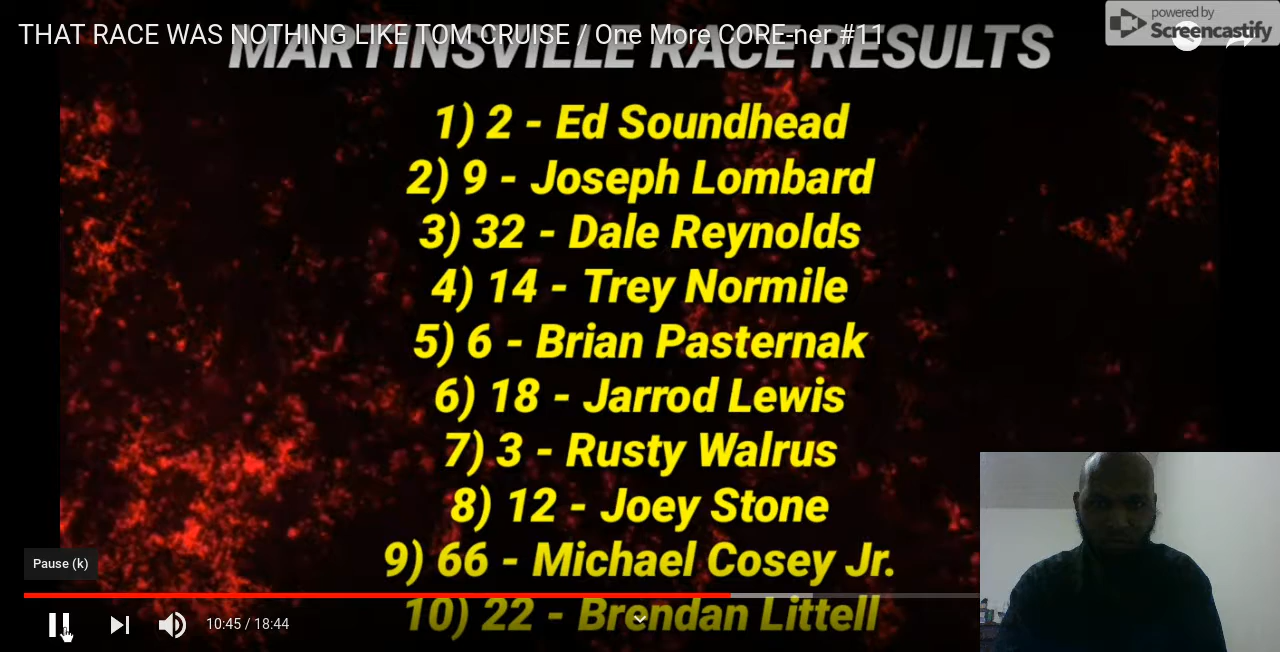 THAT RACE WAS NOTHING LIKE TOM CRUISE / One More CORE-ner #11
powered by
Screencastify
MARTINSVILLE RACE RESULTS
1) 2 - Ed Soundhead
2) 9 - Joseph Lombard
3) 32 - Dale Reynolds
4) 14 - Trey Normile
5) 6 - Brian Pasternak
6) 18 - Jarrod Lewis
7) 3 - Rusty Walrus
8) 12 - Joey Stone
9) 66 - Michael Cosey Jr.
Pause (k)
10) 22 - Brendan Littell
10:45 / 18:44